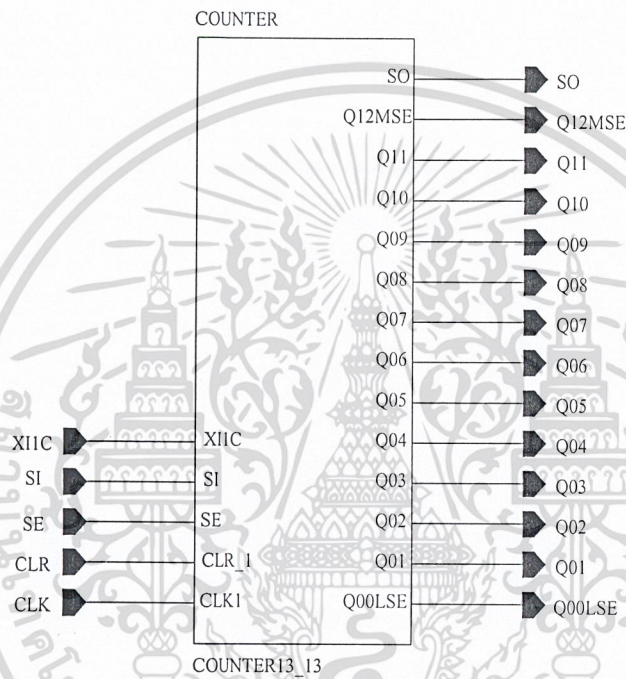 COUNTER
SO SO
Q12MSE Q12MSE
Q11 Q11
Q10 Q10
Q09 Q09
Q08 Q08
Q07 Q07
Q06 Q06
Q05 Q05
XI1C XI1C Q04 Q04
SI SI Q03 Q03
SE SE Q02 Q02
CLR CLR_1 Q01 Q01
CLK CLK1 Q00LSE Q00LSE
COUNTER13_13